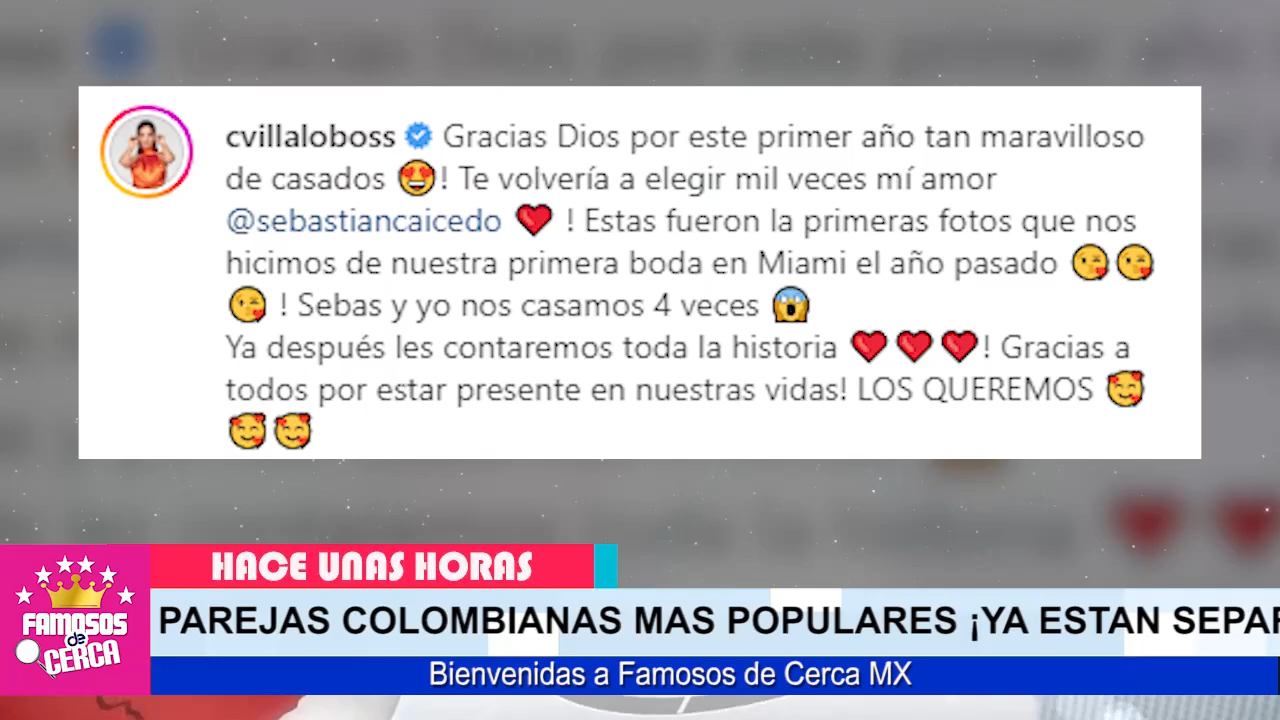 cvillaloboss Gracias Dios por este primer año tan maravilloso
de casados 😍! Te volvería a elegir mil veces mí amor
@sebastiancaicedo ❤️ ! Estas fueron la primeras fotos que nos
hicimos de nuestra primera boda en Miami el año pasado 😘😘
😘 ! Sebas y yo nos casamos 4 veces 😱
Ya después les contaremos toda la historia ❤️❤️❤️! Gracias a
todos por estar presente en nuestras vidas! LOS QUEREMOS 🥰
🥰🥰
HACE UNAS HORAS
FAMOSOS
de
CERCA
PAREJAS COLOMBIANAS MAS POPULARES ¡YA ESTAN SEPAR
Bienvenidas a Famosos de Cerca MX